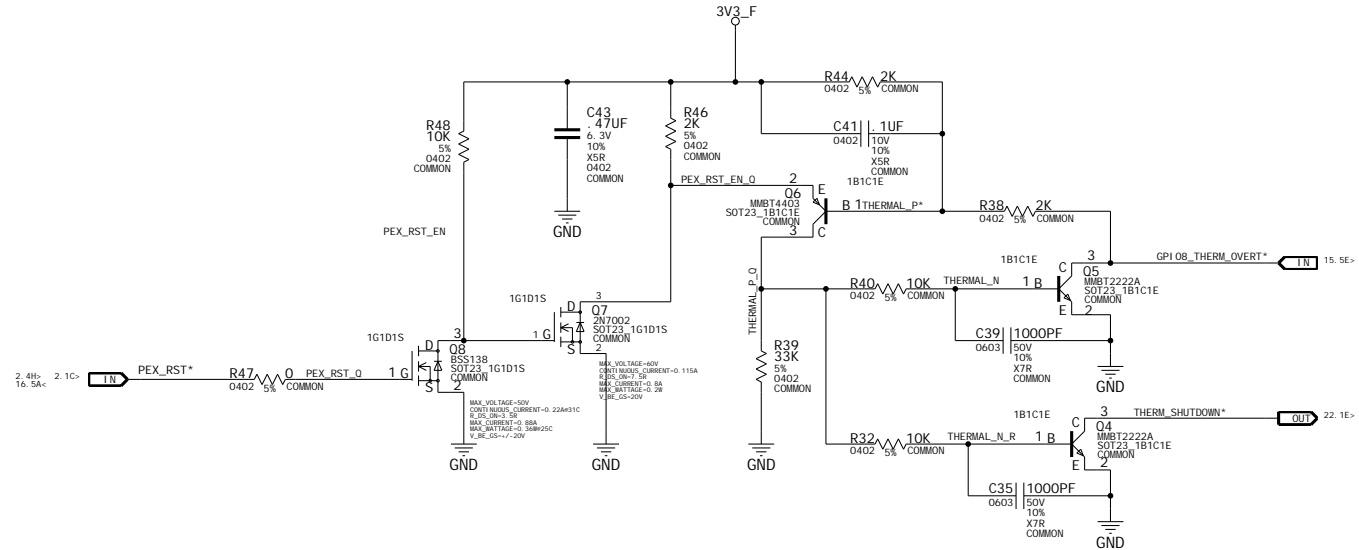 3V3_F
R44 2K
0402 5% COMMON
C41 .1UF
0402 10V
10%
X5R
COMMON
R48
10K
5%
0402
COMMON
C43
.47UF
6.3V
10%
X5R
0402
COMMON
GND
R46
2K
5%
0402
COMMON
PEX_RST_EN_Q
2
E
Q6
MMBT4403
SOT23_1B1C1E
COMMON
3
C
1B1C1E
B 1 THERMAL_P*
R38 2K
0402 5% COMMON
PEX_RST_EN
GPIO8_THERM_OVERT*
IN
15.5E>
1B1C1E
C 3
Q5
MMBT2222A
SOT23_1B1C1E
COMMON
1 B
E 2
THERMAL_P_Q
R40 10K
0402 5% COMMON
THERMAL_N
C39 1000PF
0603 50V
10%
X7R
COMMON
GND
1G1D1S
D 3
Q7
2N7002
SOT23_1G1D1S
COMMON
1 G
S 2
MAX_VOLTAGE=60V
CONTINUOUS_CURRENT=0.115A
R_DS_ON=7.5R
MAX_CURRENT=0.8A
MAX_WATTAGE=0.2W
V_BE_GS=20V
GND
1G1D1S
D 3
Q8
BSS138
SOT23_1G1D1S
COMMON
1 G
S 2
MAX_VOLTAGE=50V
CONTINUOUS_CURRENT=0.22A@31C
R_DS_ON=3.5R
MAX_CURRENT=0.88A
MAX_WATTAGE=0.36W@25C
V_BE_GS=+/-20V
GND
2.4H> 2.1C>
16.5A<
IN
PEX_RST*
R47 0
0402 5% COMMON
PEX_RST_Q
R39
33K
5%
0402
COMMON
GND
R32 10K
0402 5% COMMON
THERMAL_N_R
1B1C1E
C 3
Q4
MMBT2222A
SOT23_1B1C1E
COMMON
1 B
E 2
THERM_SHUTDOWN*
OUT
22.1E>
C35 1000PF
0603 50V
10%
X7R
COMMON
GND